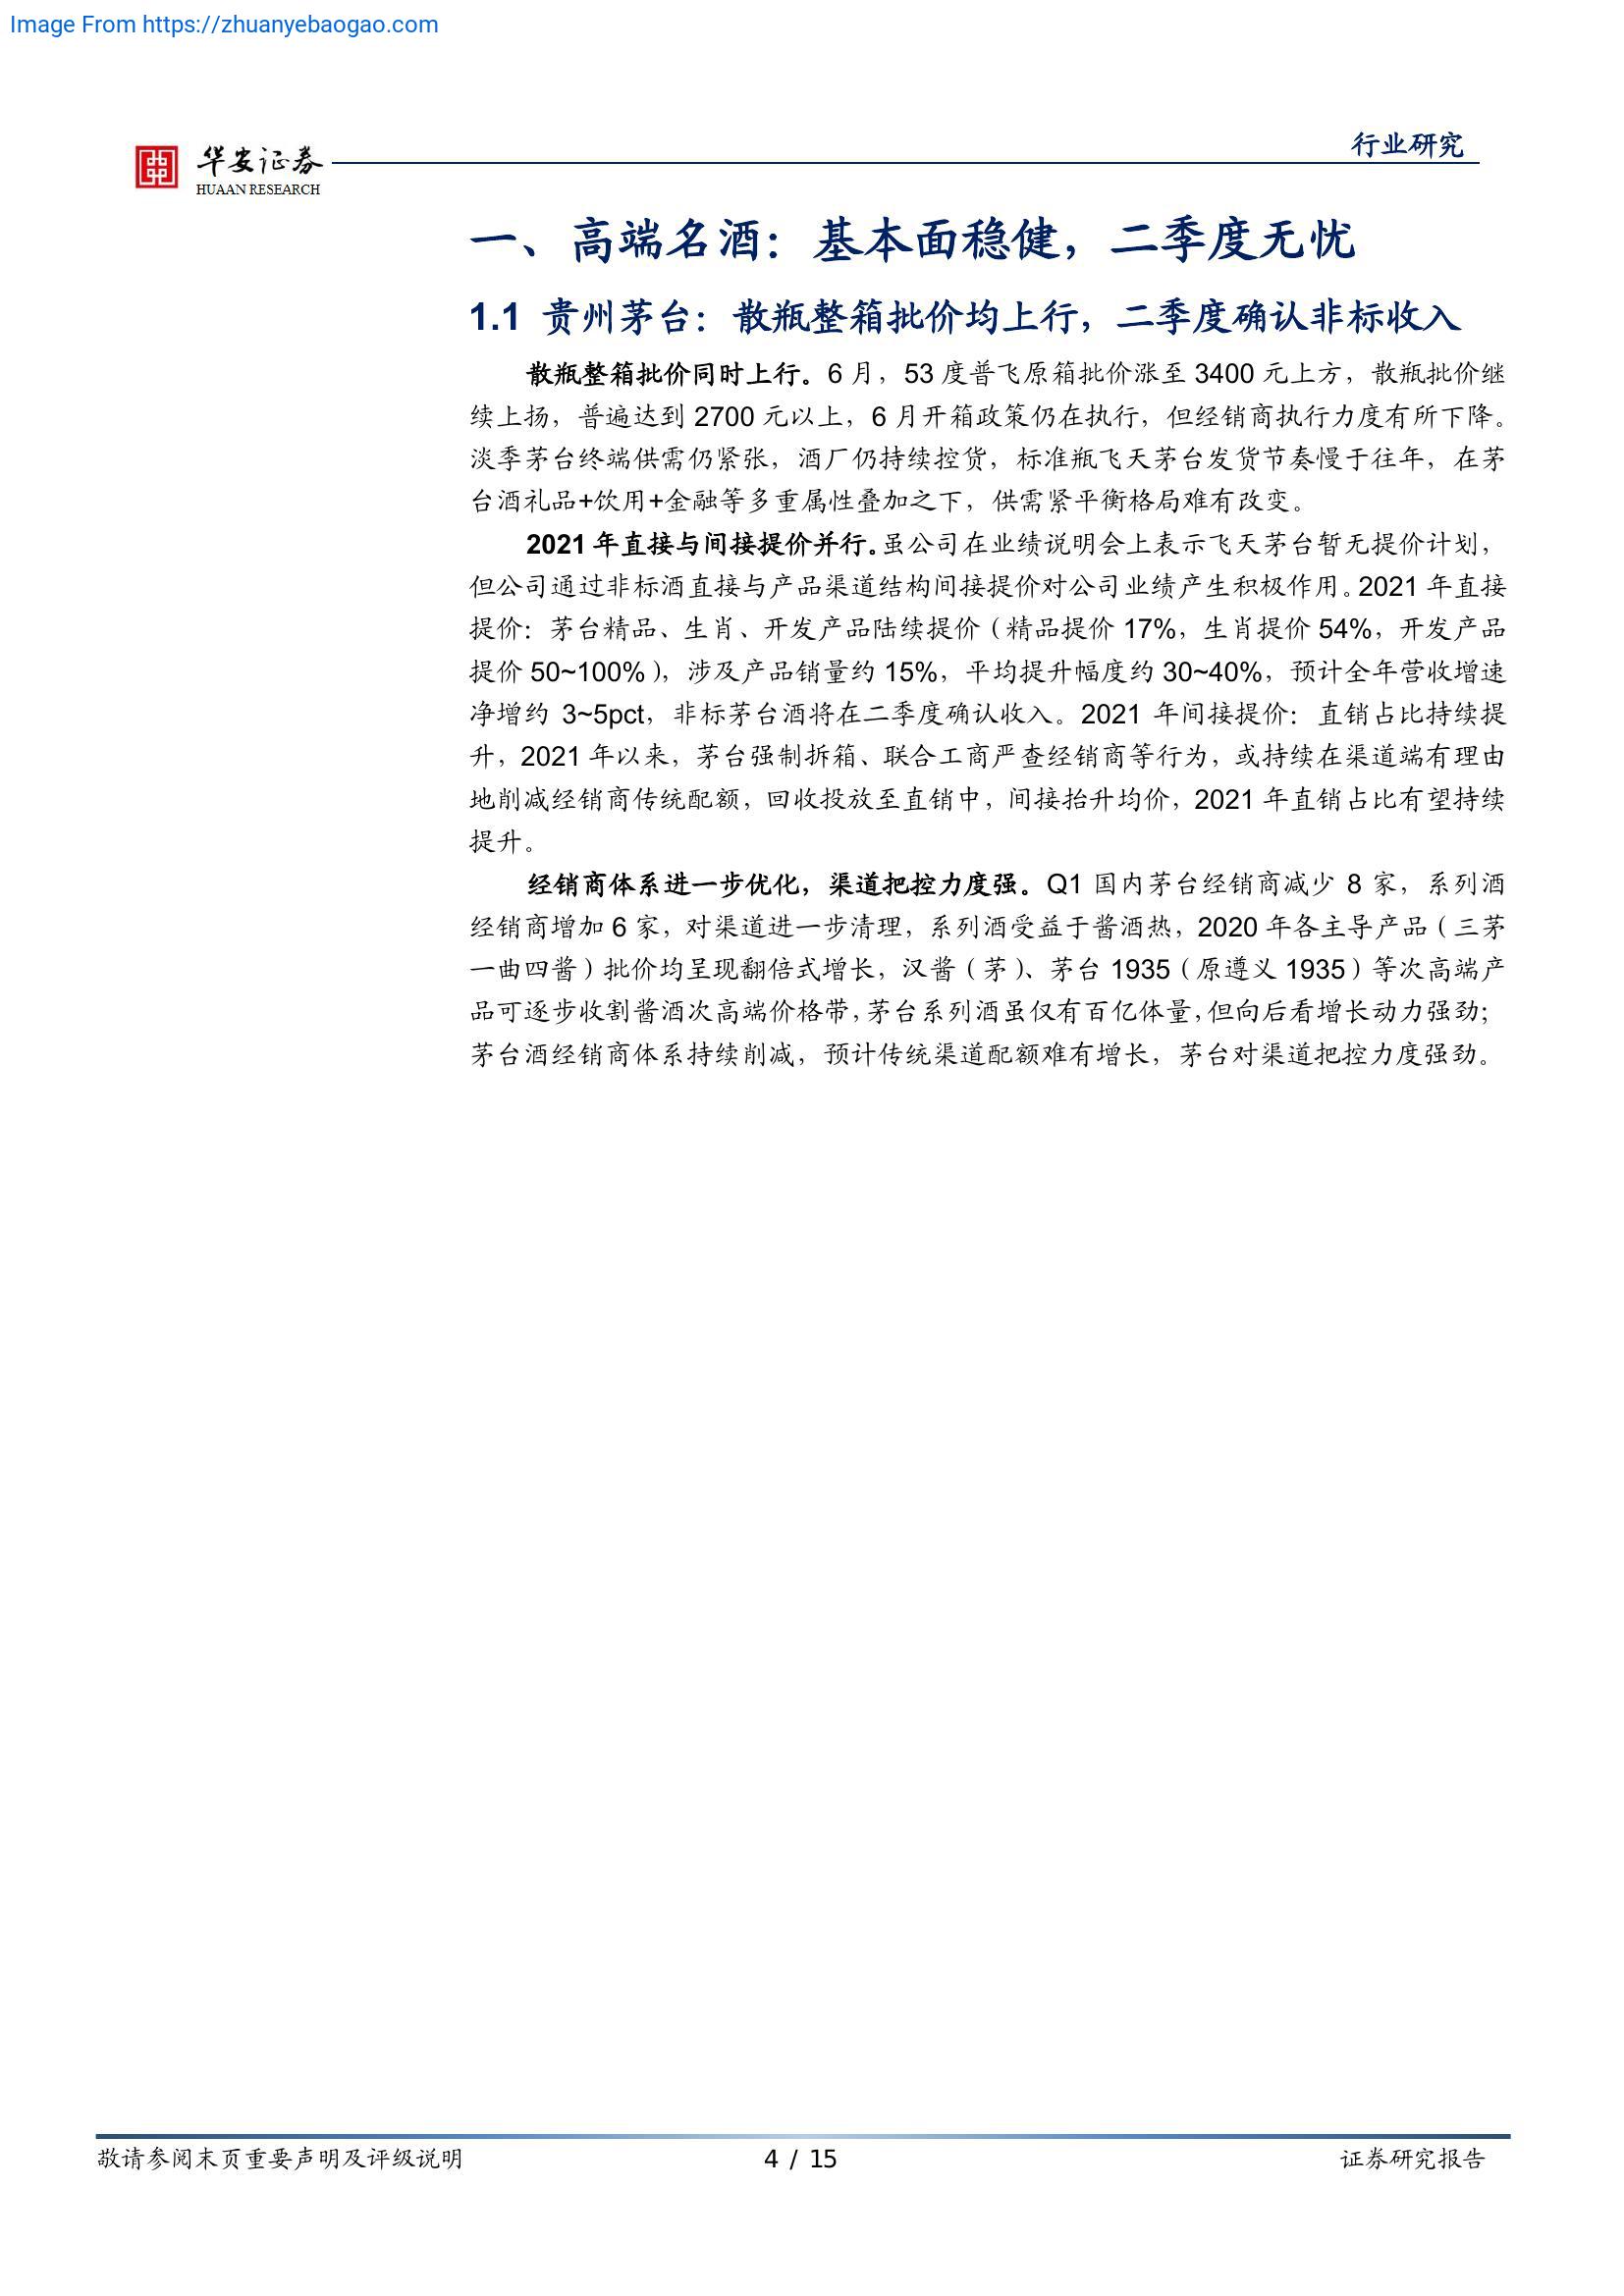 Image From https://zhuanyebaogao.com
行业研究
华安证券
HUAAN RESEARCH
一、高端名酒：基本面稳健，二季度无忧
1.1 贵州茅台：散瓶整箱批价均上行，二季度确认非标收入
散瓶整箱批价同时上行。6 月，53 度普飞原箱批价涨至 3400 元上方，散瓶批价继
续上扬，普遍达到 2700 元以上，6 月开箱政策仍在执行，但经销商执行力度有所下降。
淡季茅台终端供需仍紧张，酒厂仍持续控货，标准瓶飞天茅台发货节奏慢于往年，在茅
台酒礼品+饮用+金融等多重属性叠加之下，供需紧平衡格局难有改变。
2021 年直接与间接提价并行。虽公司在业绩说明会上表示飞天茅台暂无提价计划，
但公司通过非标酒直接与产品渠道结构间接提价对公司业绩产生积极作用。2021 年直接
提价：茅台精品、生肖、开发产品陆续提价（精品提价 17%，生肖提价 54%，开发产品
提价 50~100%），涉及产品销量约 15%，平均提升幅度约 30~40%，预计全年营收增速
净增约 3~5pct，非标茅台酒将在二季度确认收入。2021 年间接提价：直销占比持续提
升，2021 年以来，茅台强制拆箱、联合工商严查经销商等行为，或持续在渠道端有理由
地削减经销商传统配额，回收投放至直销中，间接抬升均价，2021 年直销占比有望持续
提升。
经销商体系进一步优化，渠道把控力度强。Q1 国内茅台经销商减少 8 家，系列酒
经销商增加 6 家，对渠道进一步清理，系列酒受益于酱酒热，2020 年各主导产品（三茅
一曲四酱）批价均呈现翻倍式增长，汉酱（茅）、茅台 1935（原遵义 1935）等次高端产
品可逐步收割酱酒次高端价格带，茅台系列酒虽仅有百亿体量，但向后看增长动力强劲；
茅台酒经销商体系持续削减，预计传统渠道配额难有增长，茅台对渠道把控力度强劲。
敬请参阅末页重要声明及评级说明
4 / 15
证券研究报告